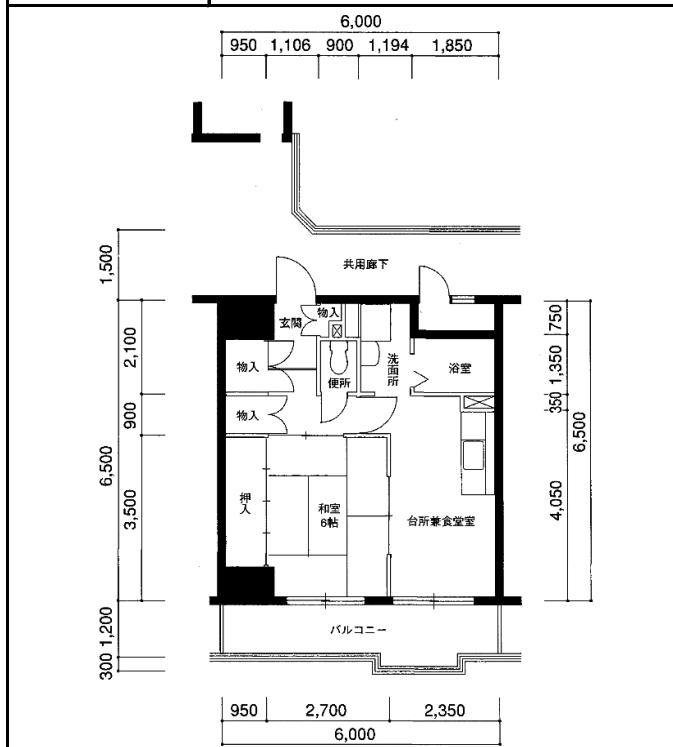 6,000
950 1,106 900 1,194 1,850
1,500
共用廊下
物入
玄関
750
2,100
洗面所
浴室
1,350
物入
便所
350
900
物入
6,500
6,500
3,500
押入
和室
6帖
台所兼食堂室
4,050
バルコニー
1,200
300
950 2,700 2,350
6,000